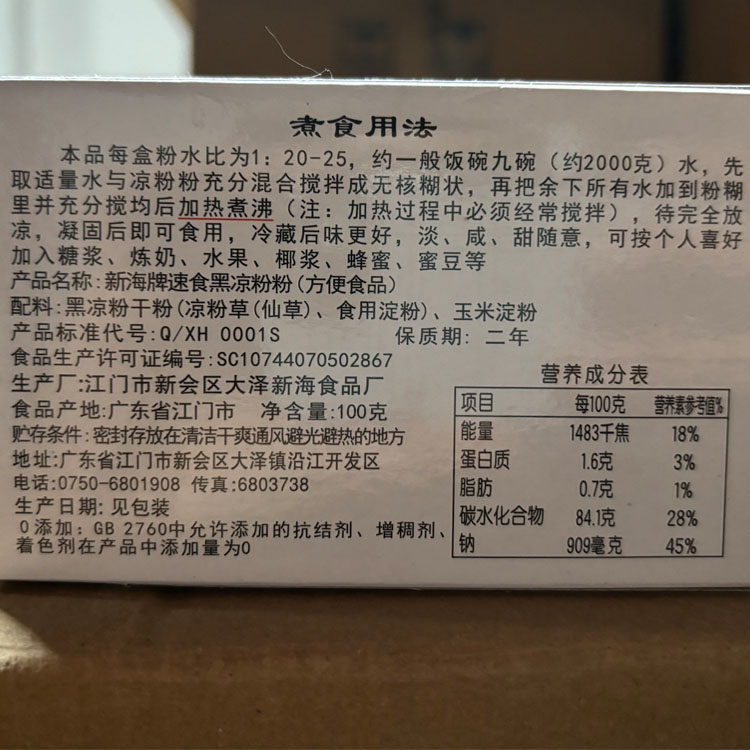 煮食用法
本品每盒粉水比为1：20-25，约一般饭碗九碗（约2000克）水，先
取适量水与凉粉粉充分混合搅拌成无核糊状，再把余下所有水加到粉糊
里并充分搅均后加热煮沸（注：加热过程中必须经常搅拌），待完全放
凉，凝固后即可食用，冷藏后味更好，淡、咸、甜随意，可按个人喜好
加入糖浆、炼奶、水果、椰浆、蜂蜜、蜜豆等
产品名称：新海牌速食黑凉粉粉（方便食品）
配料：黑凉粉干粉（凉粉草（仙草）、食用淀粉）、玉米淀粉
产品标准代号：Q/XH 0001S 保质期：二年
食品生产许可证编号：SC10744070502867
生产厂：江门市新会区大泽新海食品厂
食品产地：广东省江门市 净含量：100克
贮存条件：密封存放在清洁干爽通风避光避热的地方
地址：广东省江门市新会区大泽镇沿江开发区
电话：0750-6801908 传真：6803738
生产日期：见包装
0添加：GB 2760中允许添加的抗结剂、增稠剂、
着色剂在产品中添加量为0
营养成分表
项目 每100克 营养素参考值%
能量 1483千焦 18%
蛋白质 1.6克 3%
脂肪 0.7克 1%
碳水化合物 84.1克 28%
钠 909毫克 45%